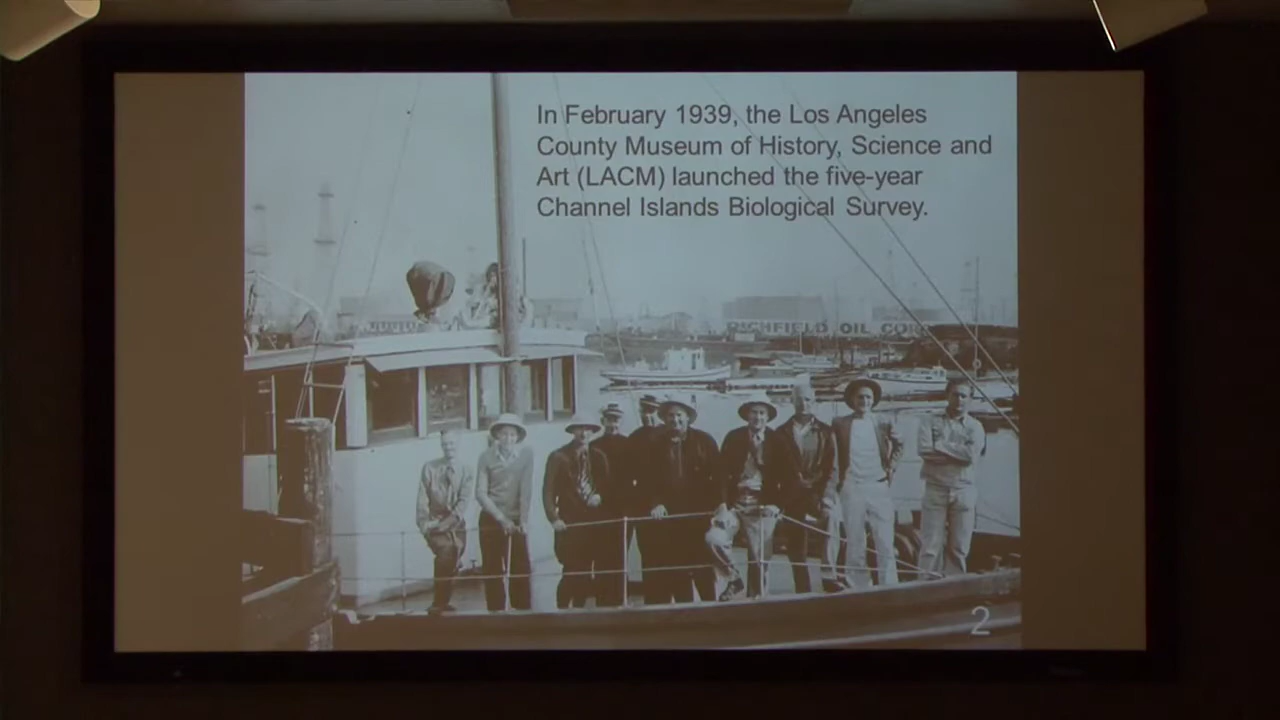 In February 1939, the Los Angeles
County Museum of History, Science and
Art (LACM) launched the five-year
Channel Islands Biological Survey.
RICHFIELD OIL CORP
2